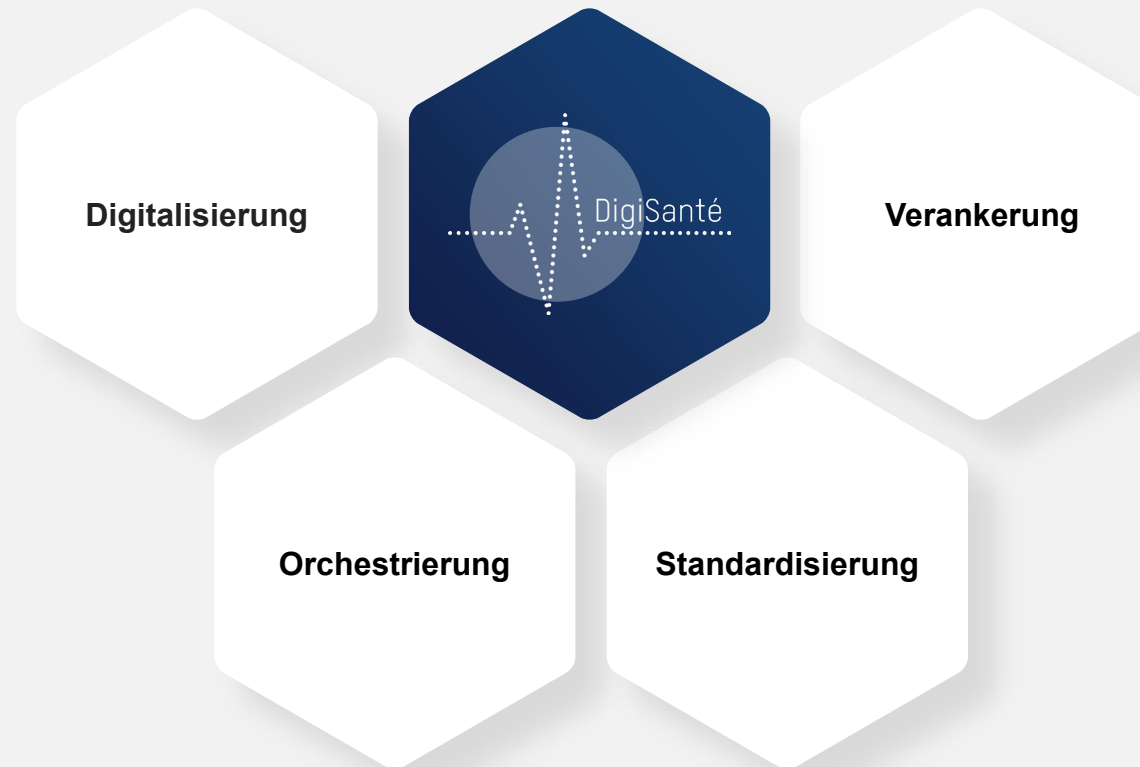 Digitalisierung
DigiSanté
Verankerung
Orchestrierung
Standardisierung